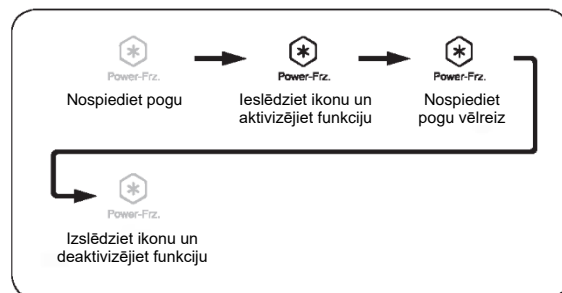 Power-Frz.
Nospiediet pogu
Power-Frz.
Ieslēdziet ikonu un
aktivizējiet funkciju
Power-Frz.
Nospiediet
pogu vēlreiz
Power-Frz.
Izslēdziet ikonu un
deaktivizējiet funkciju